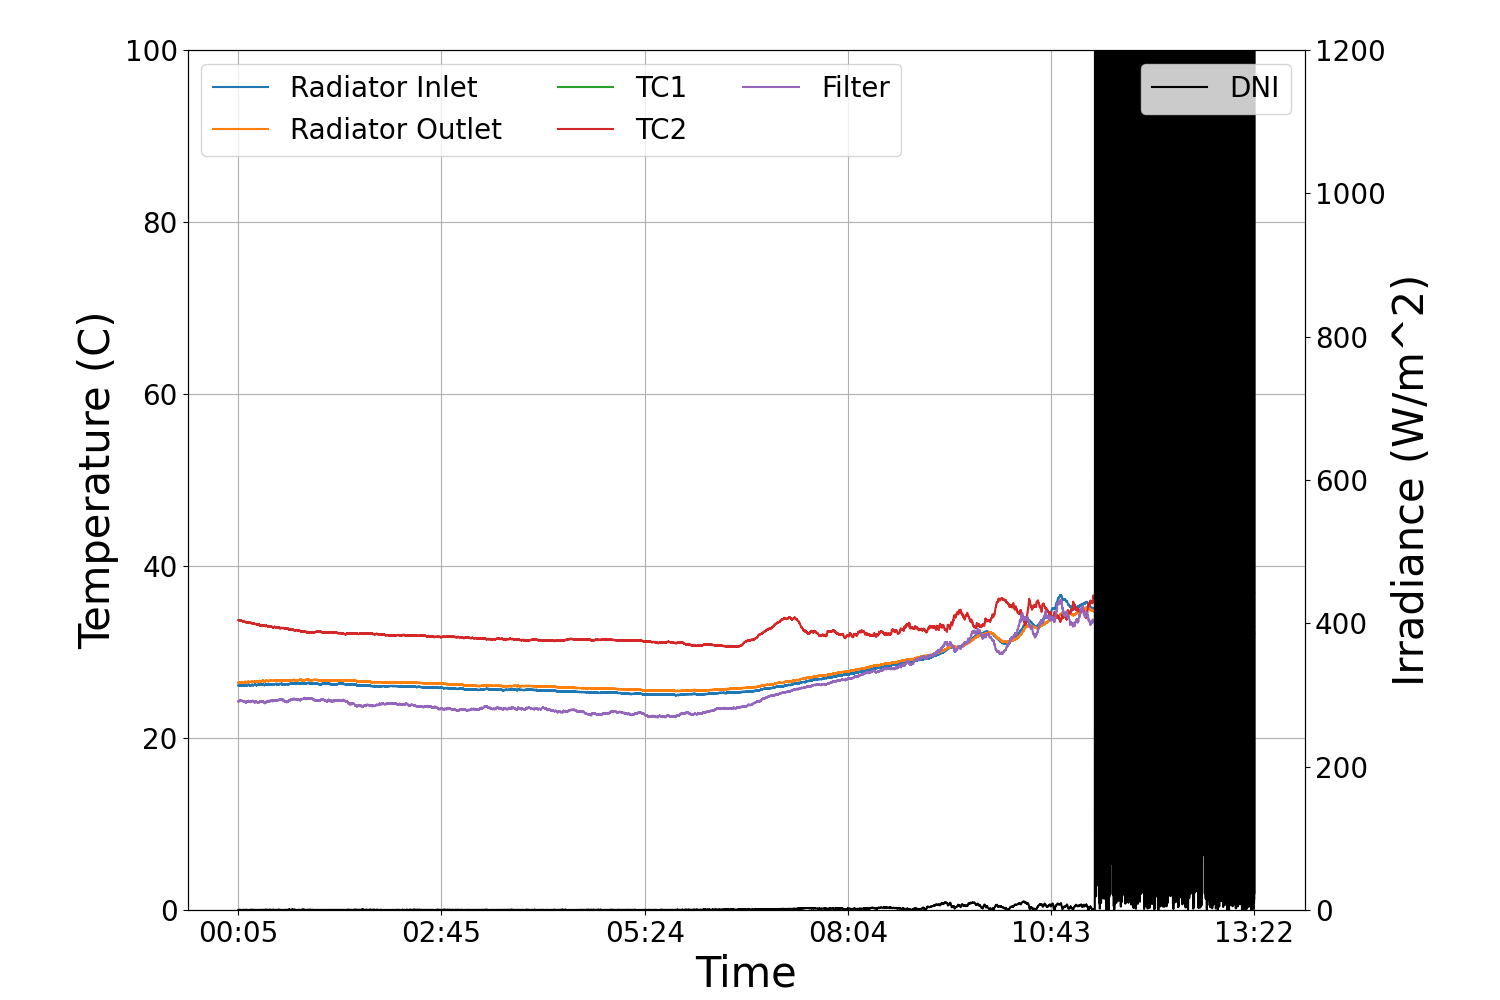 100
80
60
40
20
0
Temperature (C)
Radiator Inlet
Radiator Outlet
TC1
TC2
Filter
DNI
1200
1000
800
600
400
200
0
Irradiance (W/m^2)
00:05 02:45 05:24 08:04 10:43 13:22
Time